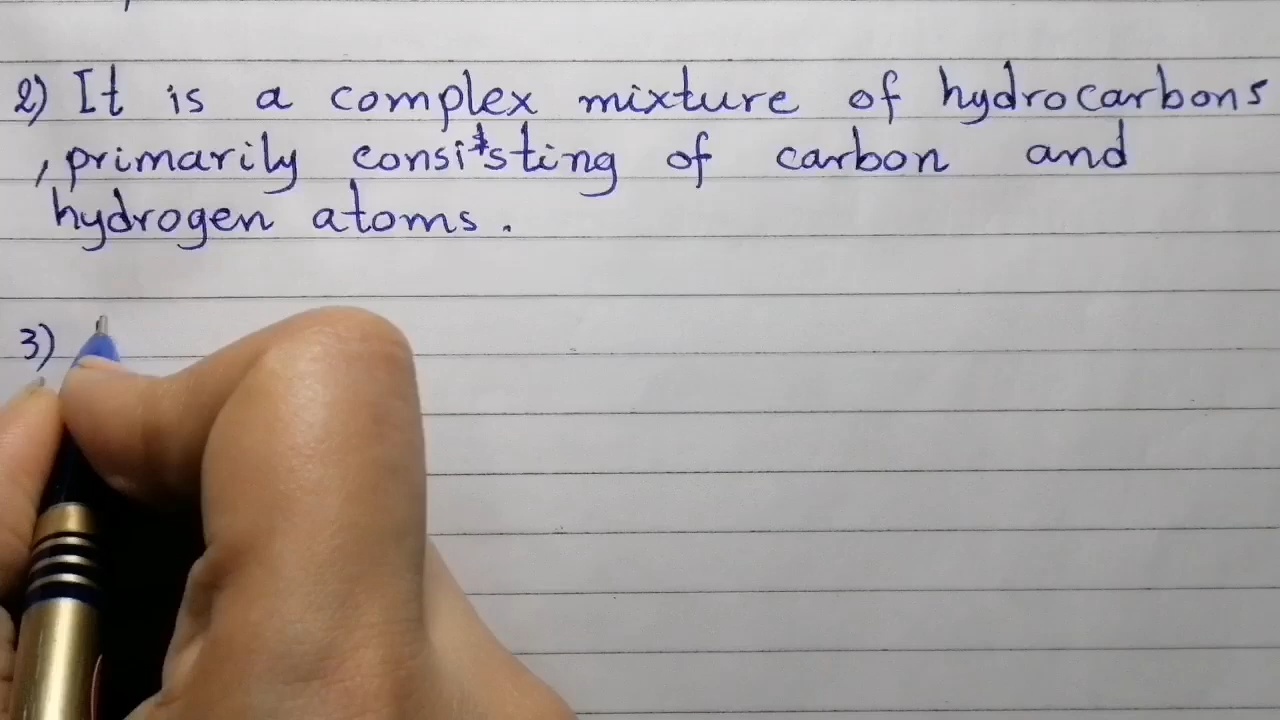 2) It is a complex mixture of hydrocarbons
, primarily consisting of carbon and
hydrogen atoms.
3)